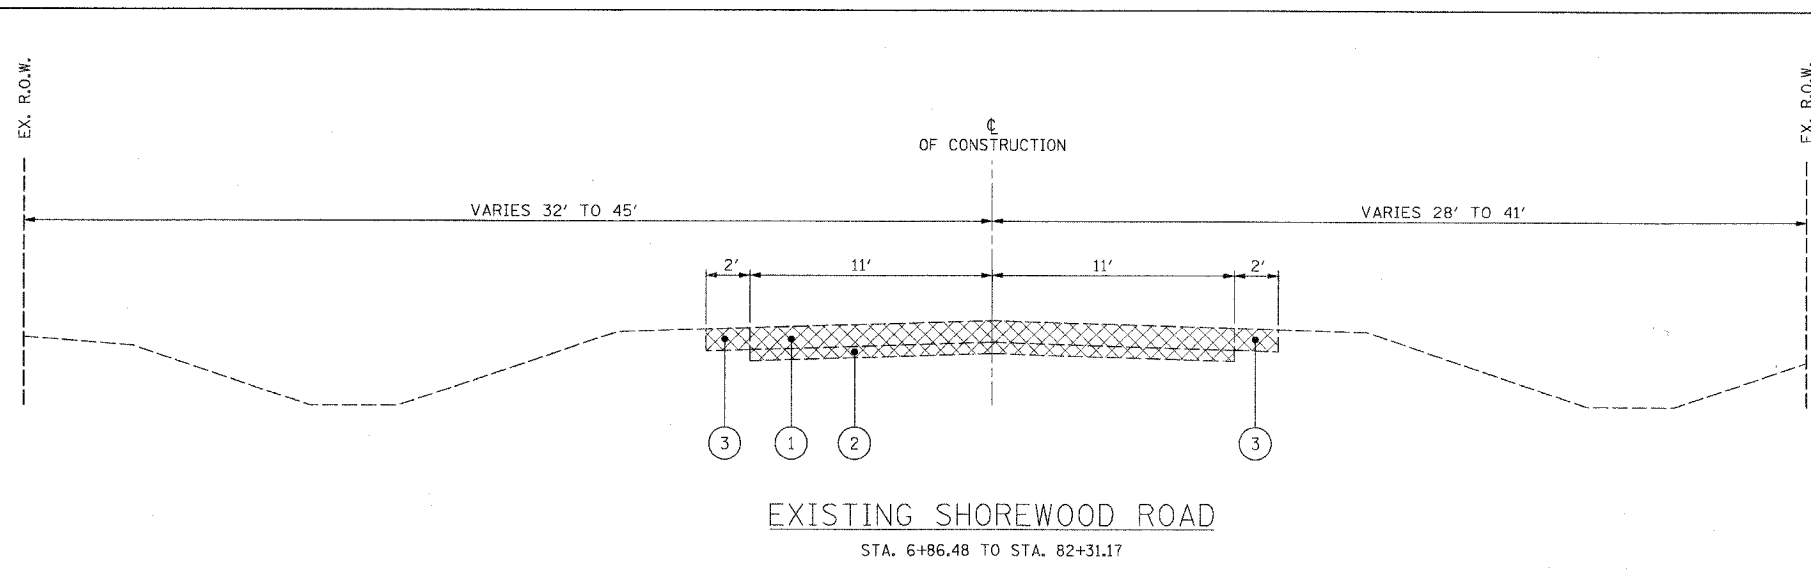 EX. R.O.W.
EX. R.O.W.
℄
OF CONSTRUCTION
VARIES 32' TO 45'
VARIES 28' TO 41'
2'
11'
11'
2'
3
1
2
3
EXISTING SHOREWOOD ROAD
STA. 6+86.48 TO STA. 82+31.17